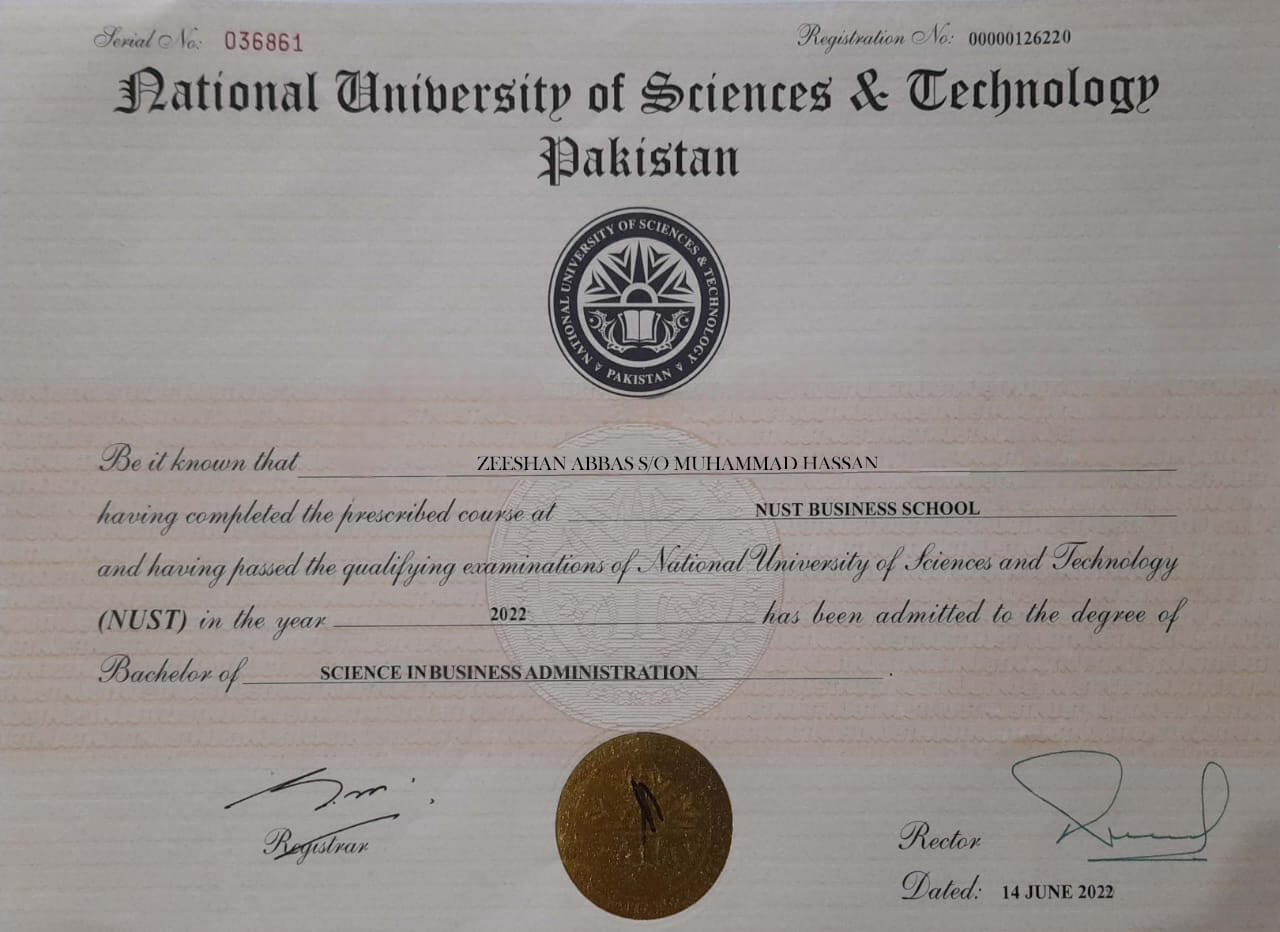 Serial No: 036861
Registration No: 00000126220
National University of Sciences & Technology
Pakistan
NATIONAL UNIVERSITY OF SCIENCES & TECHNOLOGY
PAKISTAN
Be it known that ZEESHAN ABBAS S/O MUHAMMAD HASSAN
having completed the prescribed course at NUST BUSINESS SCHOOL
and having passed the qualifying examinations of National University of Sciences and Technology
(NUST) in the year 2022 has been admitted to the degree of
Bachelor of SCIENCE IN BUSINESS ADMINISTRATION.
Registrar
Rector
Dated: 14 JUNE 2022